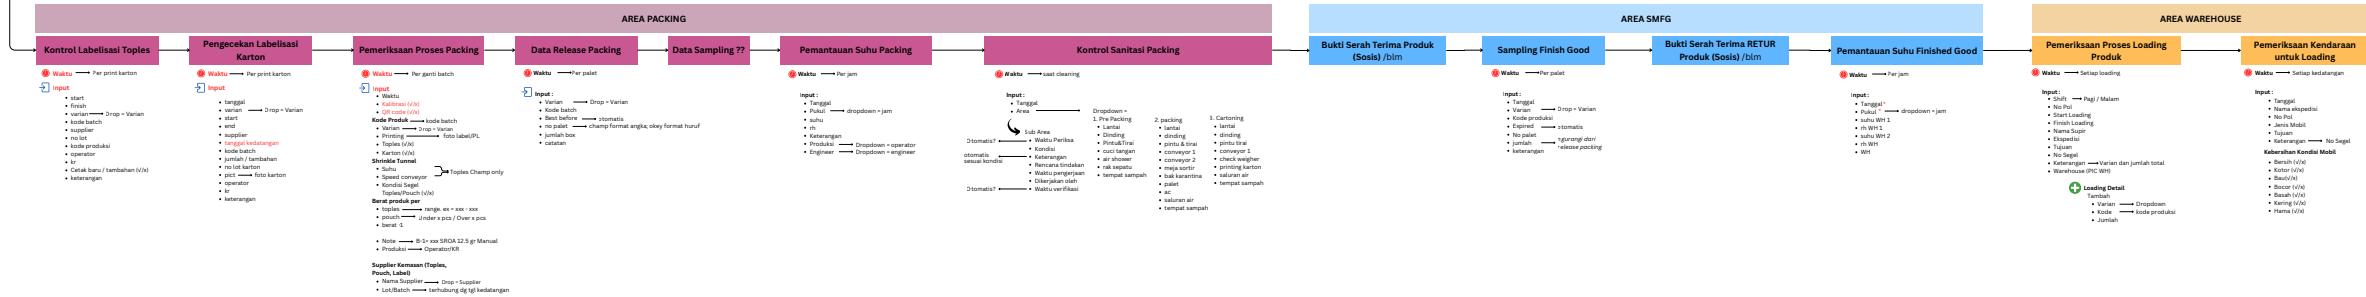 AREA PACKING
Kontrol Labelisasi Toples
Waktu Per print karton
Input
start
finish
varian Drop = Varian
kode batch
supplier
no lot
kode produksi
operator
kr
Cetak baru / tambahan (√/x)
keterangan
Pengecekan Labelisasi
Karton
Waktu Per print karton
Input
tanggal
varian Drop = Varian
start
end
supplier
tanggal kedatangan
kode batch
jumlah / tambahan
no lot karton
pict foto karton
operator
kr
keterangan
Pemeriksaan Proses Packing
Waktu Per ganti batch
Input
Waktu
Kalibrasi (√/x)
QR code (√/x)
Kode Produk kode batch
Varian Drop = Varian
Printing foto label/PL
Toples (√/x)
Karton (√/x)
Shrinkle Tunnel
Suhu
Speed conveyor
Toples Champ only
Kondisi Segel
Toples/Pouch (√/x)
Berat produk per
toples range. ex = xxx - xxx
pouch Under x pcs / Over x pcs
berat :1
Note B-1= xxx SROA 12.5 gr Manual
Produksi Operator/KR
Supplier Kemasan (Toples,
Pouch, Label)
Nama Supplier Drop = Supplier
Lot/Batch terhubung dg tgl kedatangan
Data Release Packing
Waktu Per palet
Input :
Varian Drop = Varian
Kode batch
Best before otomatis
no palet champ format angka; okey format huruf
jumlah box
catatan
Data Sampling ??
Pemantauan Suhu Packing
Waktu Per jam
Input :
Tanggal
Pukul dropdown = jam
suhu
rh
Keterangan
Produksi Dropdown = operator
Engineer Dropdown = engineer
Kontrol Sanitasi Packing
Waktu saat cleaning
Input :
Tanggal
Area
Sub Area
Otomatis? Waktu Periksa
Kondisi
otomatis
sesuai kondisi Keterangan
Rencana tindakan
Waktu pengerjaan
Dikerjakan oleh
Otomatis? Waktu verifikasi
Dropdown =
1. Pre Packing
Lantai
Dinding
Pintu&Tirai
cuci tangan
air shower
rak sepatu
tempat sampah
2. packing
lantai
dinding
pintu & tirai
conveyor 1
conveyor 2
meja sortir
bak karantina
palet
ac
saluran air
tempat sampah
3. Cartoning
lantai
dinding
pintu tirai
conveyor 1
check weigher
printing karton
saluran air
tempat sampah
AREA SMFG
Bukti Serah Terima Produk
(Sosis) /blm
Sampling Finish Good
Waktu Per palet
Input :
Tanggal
Varian Drop = Varian
Kode produksi
Expired otomatis
No palet
jumlah
keterangan
release packing
Bukti Serah Terima RETUR
Produk (Sosis) /blm
Pemantauan Suhu Finished Good
Waktu Per jam
Input :
Tanggal*
Pukul * dropdown = jam
suhu WH 1
rh WH 1
suhu WH 2
rh WH
WH
AREA WAREHOUSE
Pemeriksaan Proses Loading
Produk
Waktu Setiap loading
Input :
Shift Pagi / Malam
No Pol
Start Loading
Finish Loading
Nama Supir
Ekspedisi
Tujuan
No Segel
Keterangan Varian dan jumlah total
Warehouse (PIC WH)
Loading Detail
Tambah
Varian Dropdown
Kode kode produksi
Jumlah
Pemeriksaan Kendaraan
untuk Loading
Waktu Setiap kedatangan
Input :
Tanggal
Nama ekspedisi
No Pol
Jenis Mobil
Tujuan
Keterangan No Segel
Kebersihan Kondisi Mobil
Bersih (√/x)
Kotor (√/x)
Bau(√/x)
Bocor (√/x)
Basah (√/x)
Kering (√/x)
Hama (√/x)